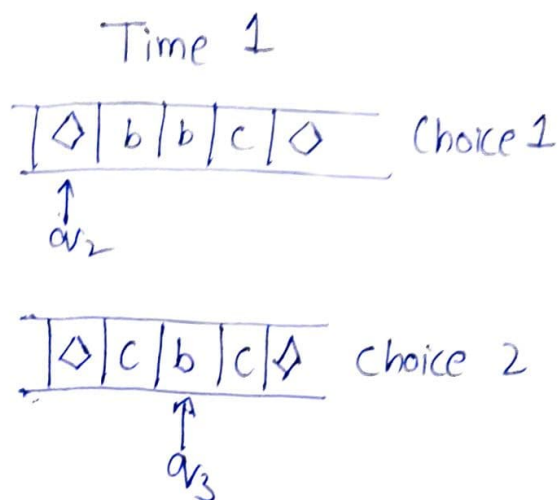 Time 1
◇ b b c ◇ Choice 1
q₂
◇ c b c ◇ Choice 2
q₃